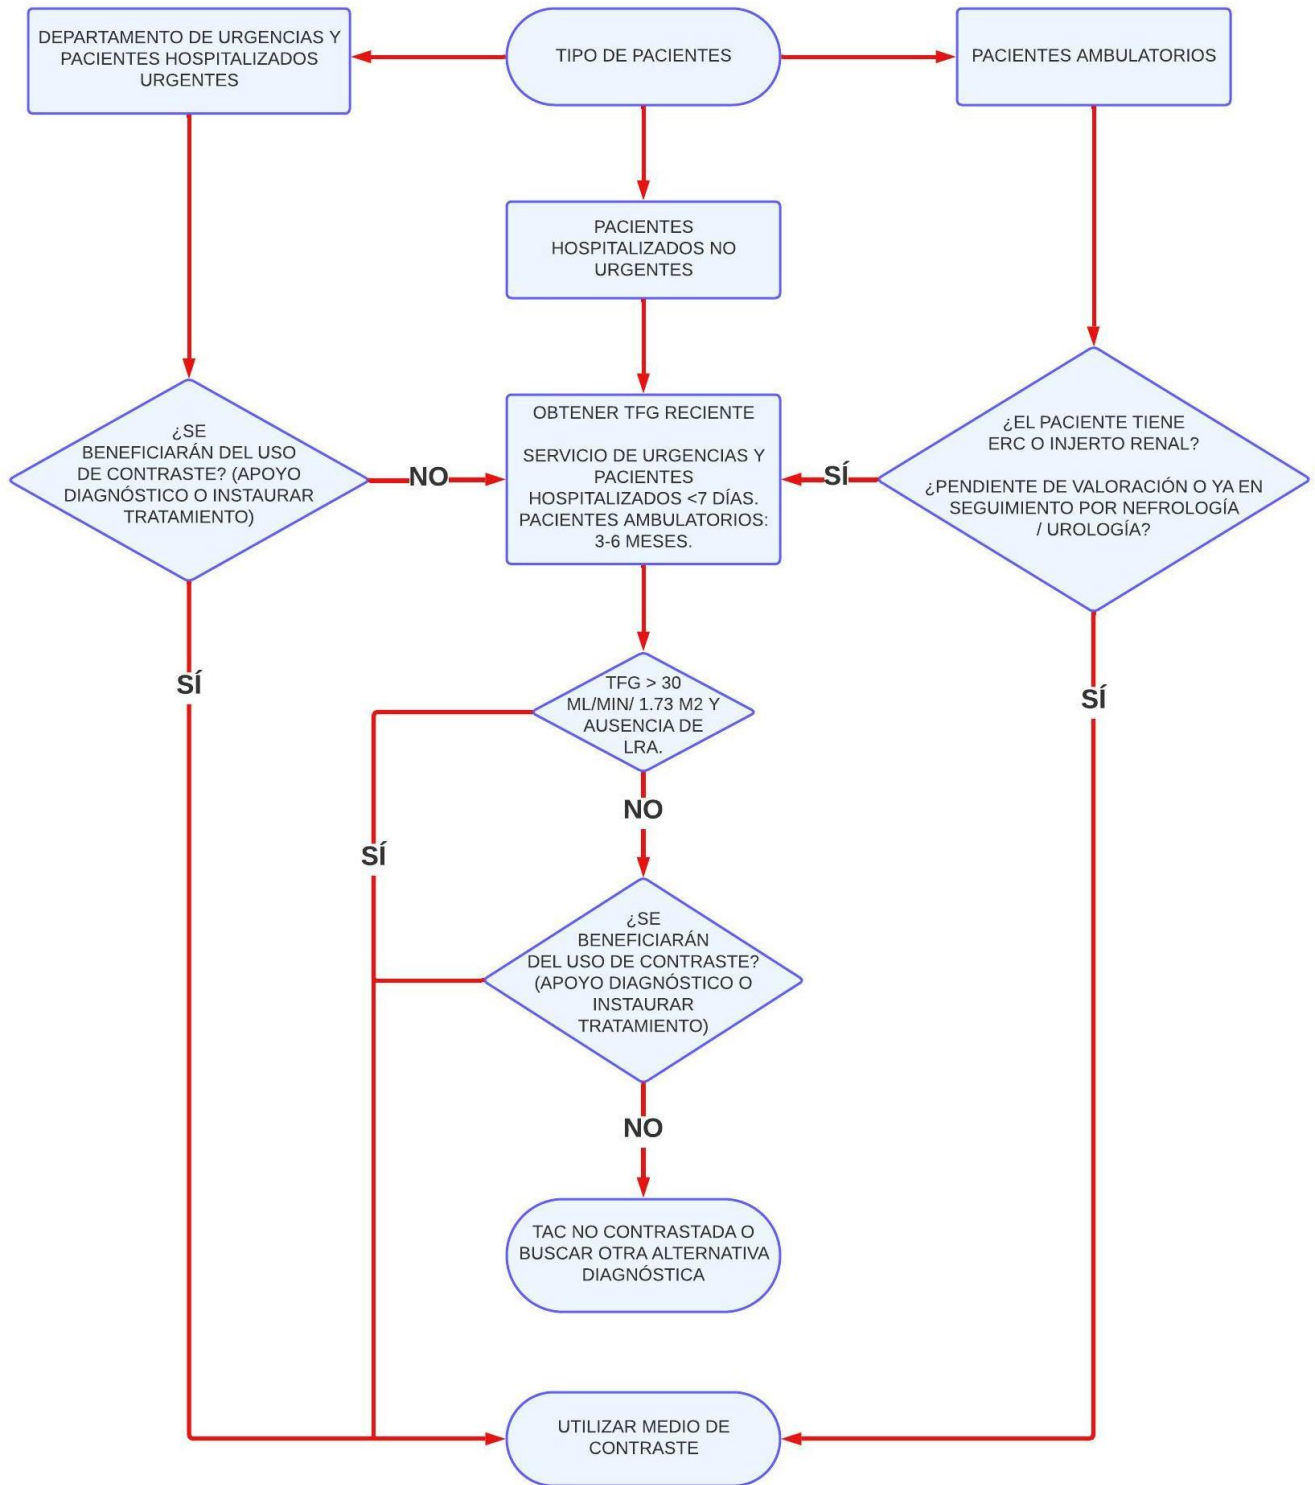 DEPARTAMENTO DE URGENCIAS Y
PACIENTES HOSPITALIZADOS
URGENTES
TIPO DE PACIENTES
PACIENTES AMBULATORIOS
PACIENTES
HOSPITALIZADOS NO
URGENTES
¿SE
BENEFICIARÁN DEL USO
DE CONTRASTE? (APOYO
DIAGNÓSTICO O INSTAURAR
TRATAMIENTO)
NO
OBTENER TFG RECIENTE
SERVICIO DE URGENCIAS Y
PACIENTES
HOSPITALIZADOS <7 DÍAS.
PACIENTES AMBULATORIOS:
3-6 MESES.
SÍ
¿EL PACIENTE TIENE
ERC O INJERTO RENAL?
¿PENDIENTE DE VALORACIÓN O YA EN
SEGUIMIENTO POR NEFROLOGÍA
/ UROLOGÍA?
SÍ
TFG > 30
ML/MIN/ 1.73 M2 Y
AUSENCIA DE
LRA.
SÍ
NO
SÍ
¿SE
BENEFICIARÁN
DEL USO DE CONTRASTE?
(APOYO DIAGNÓSTICO O
INSTAURAR
TRATAMIENTO)
NO
TAC NO CONTRASTADA O
BUSCAR OTRA ALTERNATIVA
DIAGNÓSTICA
UTILIZAR MEDIO DE
CONTRASTE